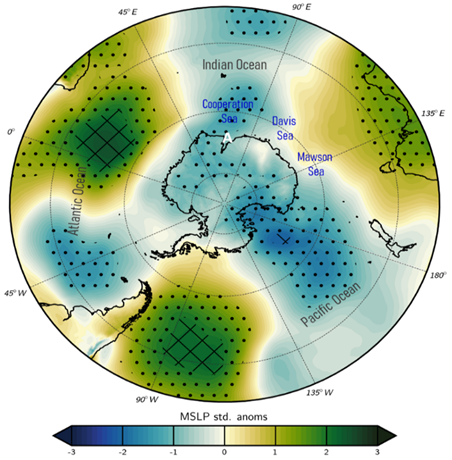 45° E
90° E
Indian Ocean
Cooperation
Sea
Davis
Sea
135° E
A
0°
Mawson
Sea
Atlantic Ocean
180°
45° W
Pacific Ocean
90° W
135° W
MSLP std. anoms
-3 -2 -1 0 1 2 3